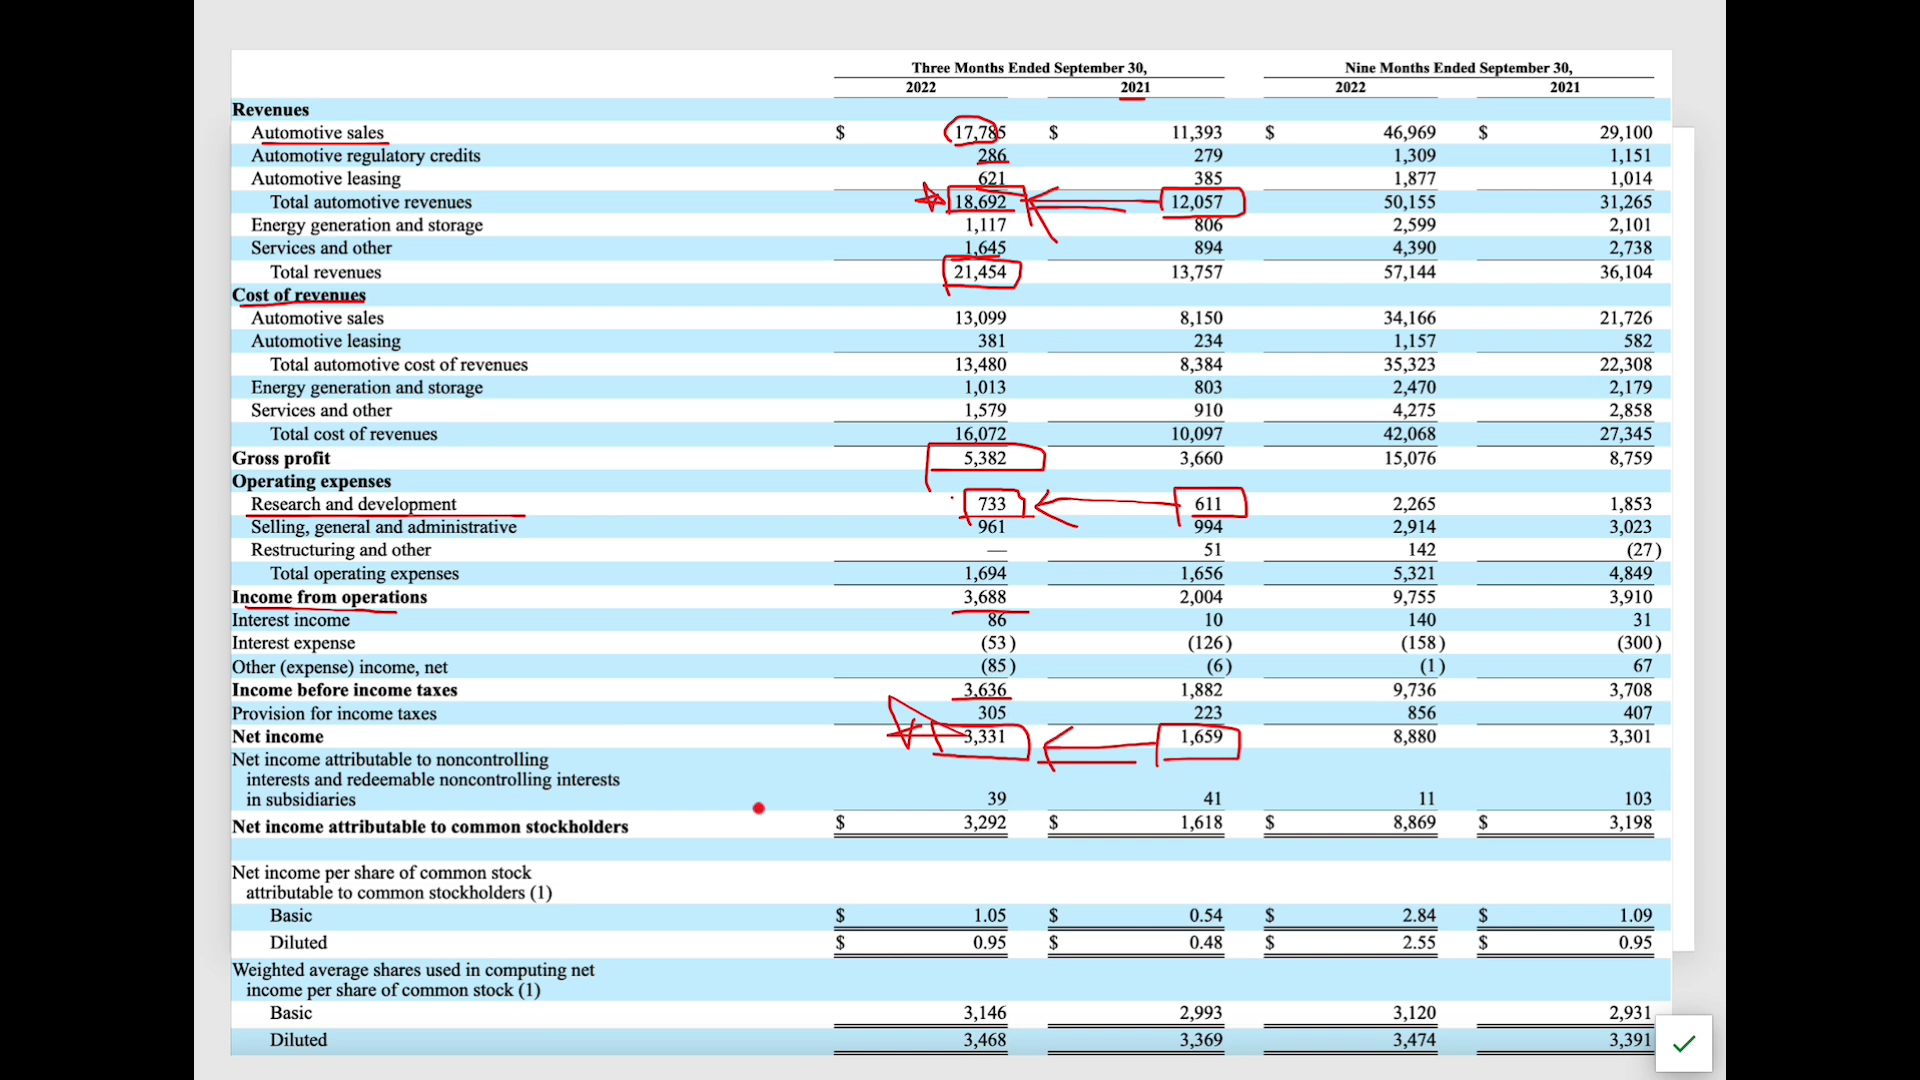 Three Months Ended September 30, Nine Months Ended September 30,
2022 2021 2022 2021
Revenues
Automotive sales $ 17,785 $ 11,393 $ 46,969 $ 29,100
Automotive regulatory credits 286 279 1,309 1,151
Automotive leasing 621 385 1,877 1,014
Total automotive revenues 18,692 12,057 50,155 31,265
Energy generation and storage 1,117 806 2,599 2,101
Services and other 1,645 894 4,390 2,738
Total revenues 21,454 13,757 57,144 36,104
Cost of revenues
Automotive sales 13,099 8,150 34,166 21,726
Automotive leasing 381 234 1,157 582
Total automotive cost of revenues 13,480 8,384 35,323 22,308
Energy generation and storage 1,013 803 2,470 2,179
Services and other 1,579 910 4,275 2,858
Total cost of revenues 16,072 10,097 42,068 27,345
Gross profit 5,382 3,660 15,076 8,759
Operating expenses
Research and development 733 611 2,265 1,853
Selling, general and administrative 961 994 2,914 3,023
Restructuring and other — 51 142 (27)
Total operating expenses 1,694 1,656 5,321 4,849
Income from operations 3,688 2,004 9,755 3,910
Interest income 86 10 140 31
Interest expense (53) (126) (158) (300)
Other (expense) income, net (85) (6) (1) 67
Income before income taxes 3,636 1,882 9,736 3,708
Provision for income taxes 305 223 856 407
Net income 3,331 1,659 8,880 3,301
Net income attributable to noncontrolling
interests and redeemable noncontrolling interests
in subsidiaries 39 41 11 103
Net income attributable to common stockholders $ 3,292 $ 1,618 $ 8,869 $ 3,198
Net income per share of common stock
attributable to common stockholders (1)
Basic $ 1.05 $ 0.54 $ 2.84 $ 1.09
Diluted $ 0.95 $ 0.48 $ 2.55 $ 0.95
Weighted average shares used in computing net
income per share of common stock (1)
Basic 3,146 2,993 3,120 2,931
Diluted 3,468 3,369 3,474 3,391